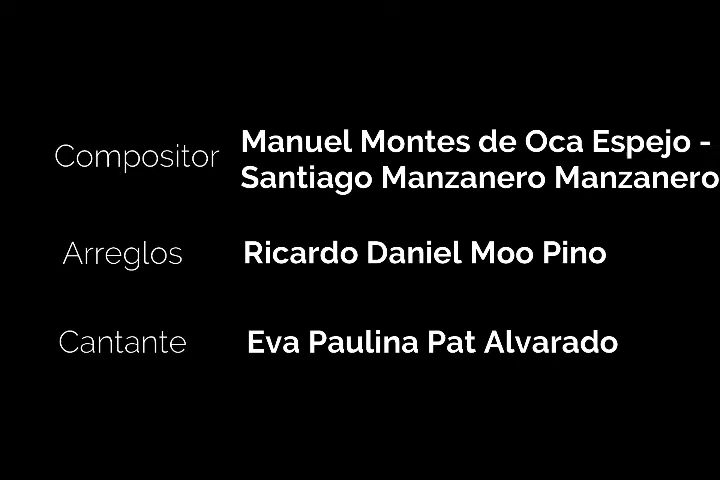 Compositor
Manuel Montes de Oca Espejo -
Santiago Manzanero Manzanero
Arreglos
Ricardo Daniel Moo Pino
Cantante
Eva Paulina Pat Alvarado